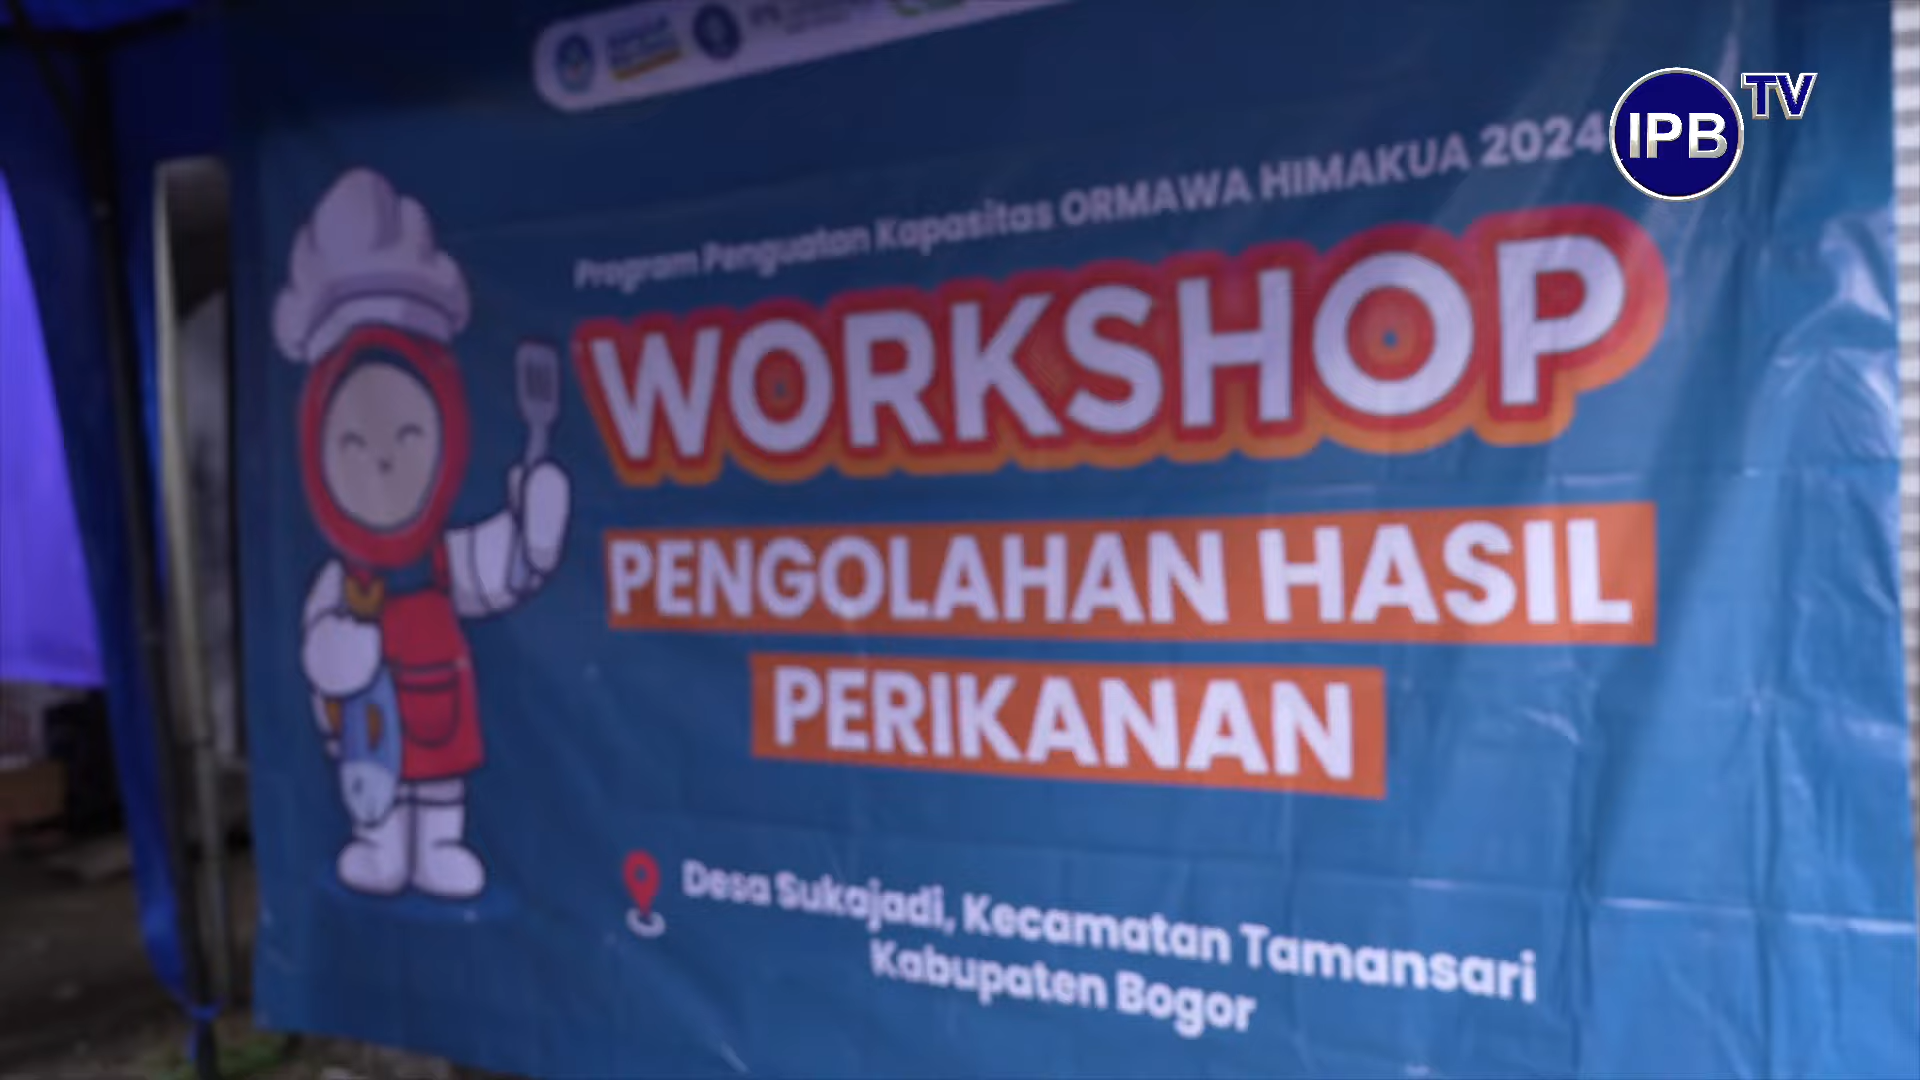 IPB TV
Program Penguatan Kapasitas ORMAWA HIMAKUA 2024
WORKSHOP
PENGOLAHAN HASIL
PERIKANAN
Desa Sukajadi, Kecamatan Tamansari
Kabupaten Bogor